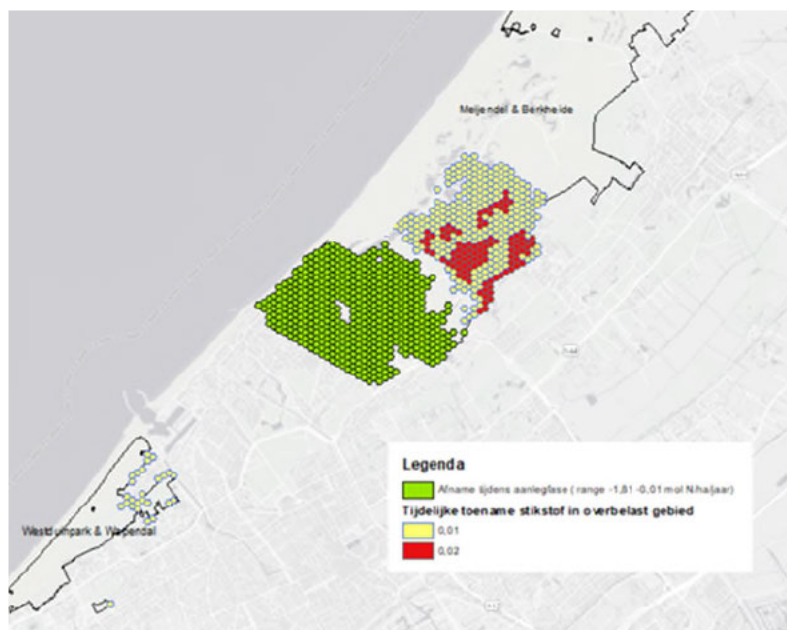 Meijendel & Berkheide
Westduinpark & Wapendal
Legenda
Afname tijdens aanlegfase ( range -1,81 -0,01 mol N/ha/jaar)
Tijdelijke toename stikstof in overbelast gebied
0,01
0,02